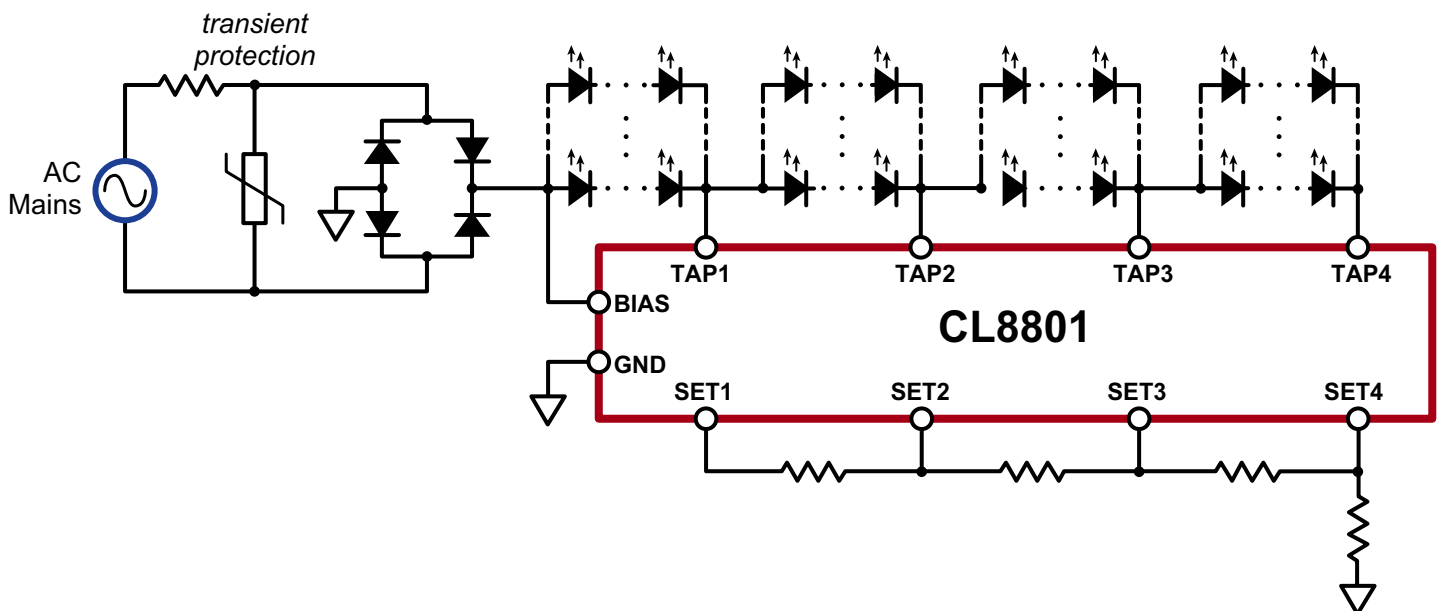 transient
protection
AC
Mains
TAP1
TAP2
TAP3
TAP4
BIAS
CL8801
GND
SET1
SET2
SET3
SET4